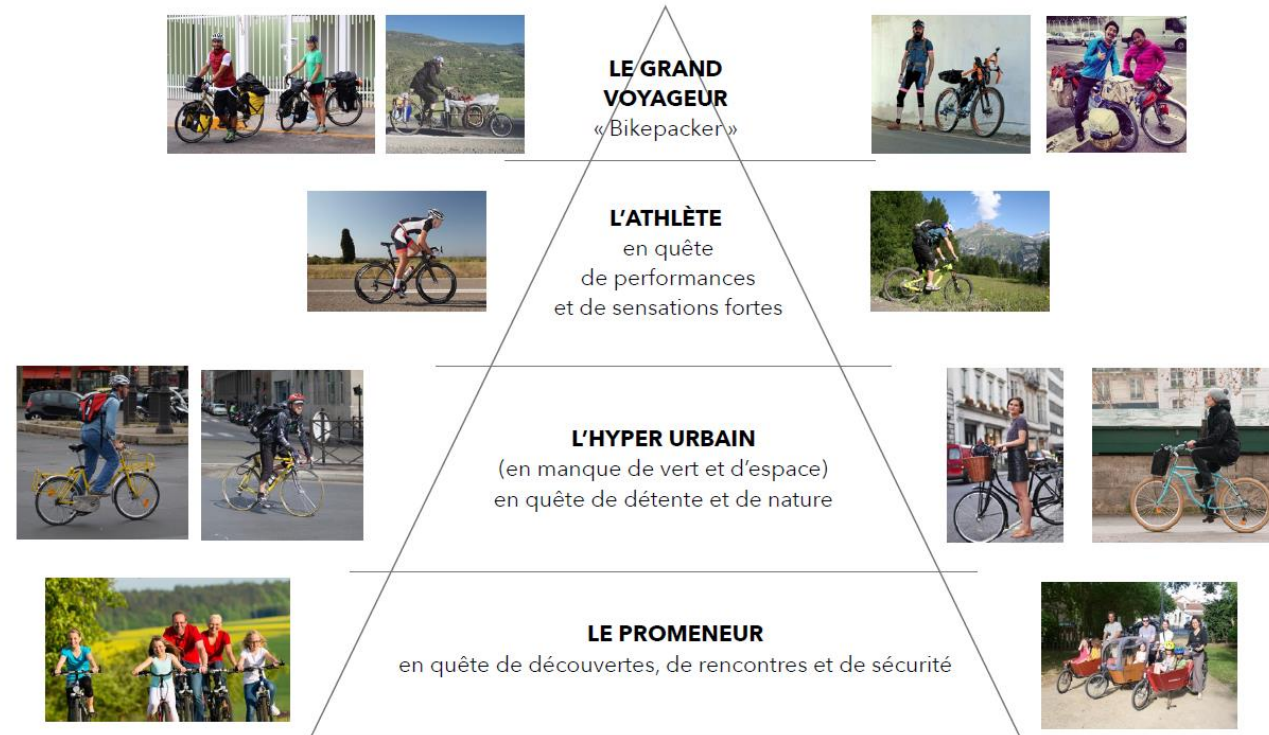 LE GRAND
VOYAGEUR
« Bikepacker »
L’ATHLÈTE
en quête
de performances
et de sensations fortes
L’HYPER URBAIN
(en manque de vert et d’espace)
en quête de détente et de nature
LE PROMENEUR
en quête de découvertes, de rencontres et de sécurité